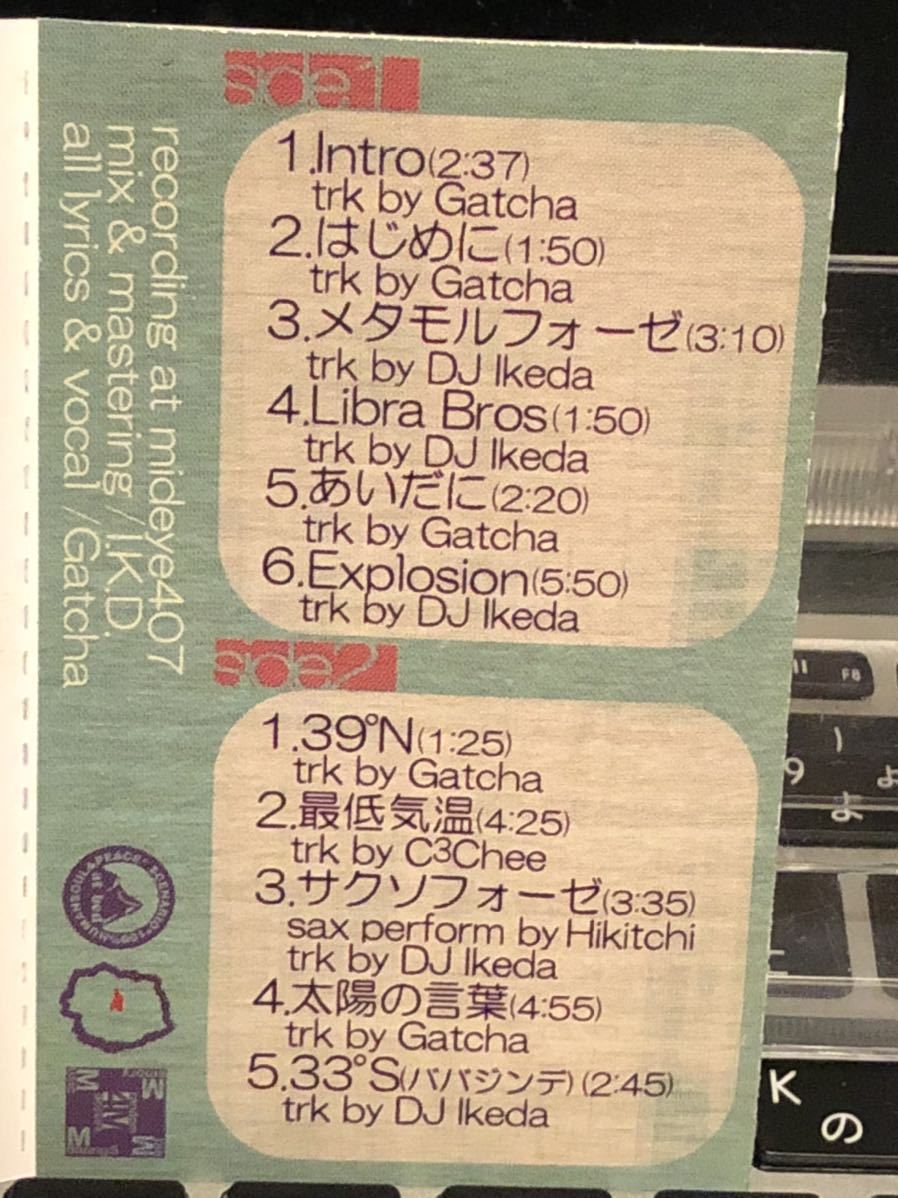 side1
1.Intro(2:37)
trk by Gatcha
2.はじめに(1:50)
trk by Gatcha
3.メタモルフォーゼ(3:10)
trk by DJ Ikeda
4.Libra Bros(1:50)
trk by DJ Ikeda
5.あいだに(2:20)
trk by Gatcha
6.Explosion(5:50)
trk by DJ Ikeda
side2
1.39°N(1:25)
trk by Gatcha
2.最低気温(4:25)
trk by C3Chee
3.サクソフォーゼ(3:35)
sax perform by Hikitchi
trk by DJ Ikeda
4.太陽の言葉(4:55)
trk by Gatcha
5.33°S(ババジンデ)(2:45)
trk by DJ Ikeda
recording at mideye407
mix & mastering/I.K.D.
all lyrics & vocal/Gatcha
F8
9
よ
K
の